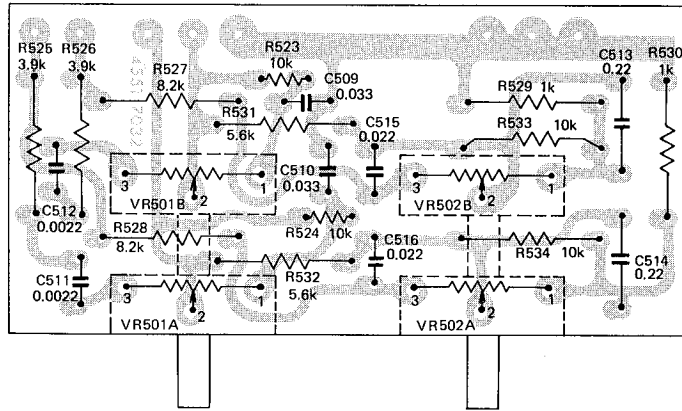 R525
3.9k
R526
3.9k
R527
8.2k
R523
10k
C509
0.033
R531
5.6k
C515
0.022
R529 1k
R533 10k
C513
0.22
R530
1k
C512
0.0022
3 2 1
VR501B
C510
0.033
3 2 1
VR502B
R528
8.2k
R524 10k
C516
0.022
R532
5.6k
R534 10k
C514
0.22
C511
0.0022
3 2 1
VR501A
3 2 1
VR502A